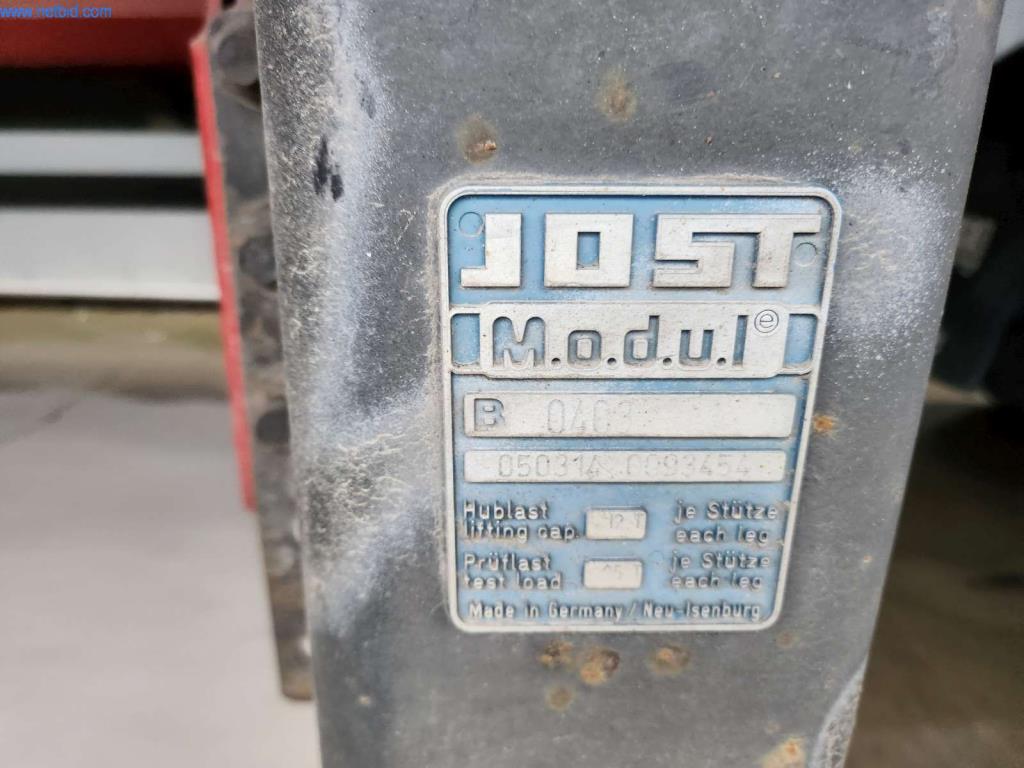 www.netbid.com
JOST
M.o.d.u.l e
B 0403
050314 0093454
Hublast je Stütze
lifting cap. each leg
Prüflast je Stütze
test load each leg
Made in Germany / Neu-Isenburg